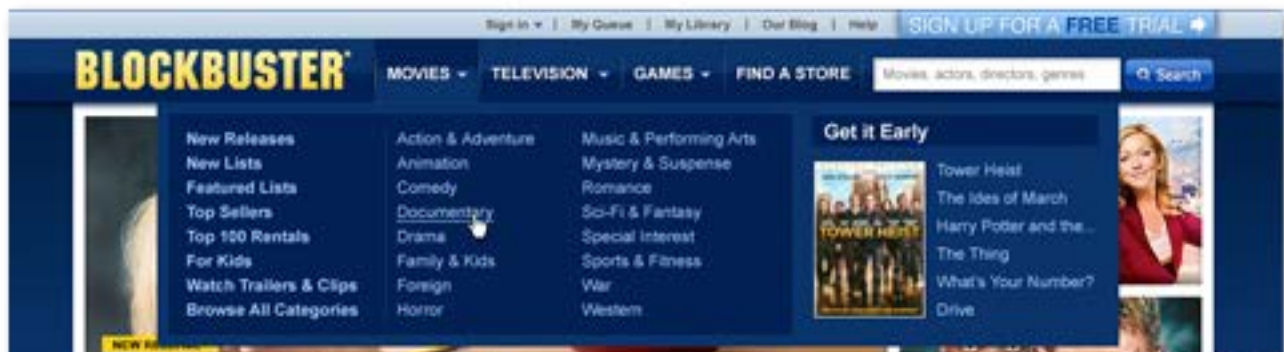 Sign in | My Queue | My Library | Our Blog | Help
SIGN UP FOR A FREE TRIAL
BLOCKBUSTER
MOVIES
TELEVISION
GAMES
FIND A STORE
Movies, actors, directors, genres
Search
New Releases
New Lists
Featured Lists
Top Sellers
Top 100 Rentals
For Kids
Watch Trailers & Clips
Browse All Categories
Action & Adventure
Animation
Comedy
Documentary
Drama
Family & Kids
Foreign
Horror
Music & Performing Arts
Mystery & Suspense
Romance
Sci-Fi & Fantasy
Special Interest
Sports & Fitness
War
Western
Get it Early
TOWER HEIST
Tower Heist
The Ides of March
Harry Potter and the...
The Thing
What's Your Number?
Drive
NEW